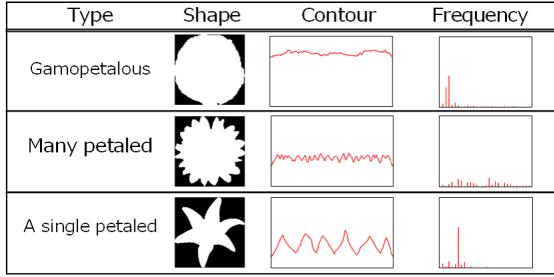 Type Shape Contour Frequency
Gamopetalous
Many petaled
A single petaled